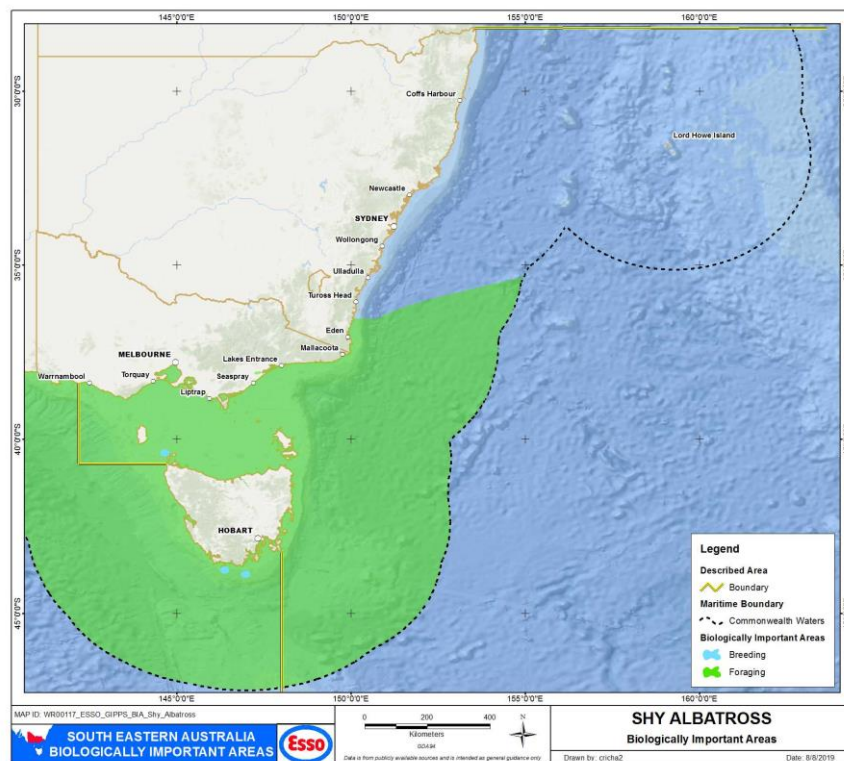 145°0'0"E 150°0'0"E 155°0'0"E 160°0'0"E
30°0'0"S
35°0'0"S
40°0'0"S
45°0'0"S
Coffs Harbour
Lord Howe Island
Newcastle
SYDNEY
Wollongong
Ulladulla
Tuross Head
Eden
Mallacoota
MELBOURNE
Lakes Entrance
Warrnambool
Torquay
Seaspray
Liptrap
HOBART
Legend
Described Area
Boundary
Maritime Boundary
Commonwealth Waters
Biologically Important Areas
Breeding
Foraging
145°0'0"E 150°0'0"E 155°0'0"E 160°0'0"E
MAP ID: WR00117_ESSO_GIPPS_BIA_Shy_Albatross
SOUTH EASTERN AUSTRALIA
BIOLOGICALLY IMPORTANT AREAS
Esso
0 200 400
Kilometers
GDA94
Data is from publicly available sources and is intended as general guidance only
N
SHY ALBATROSS
Biologically Important Areas
Drawn by: cricha2 Date: 8/8/2019